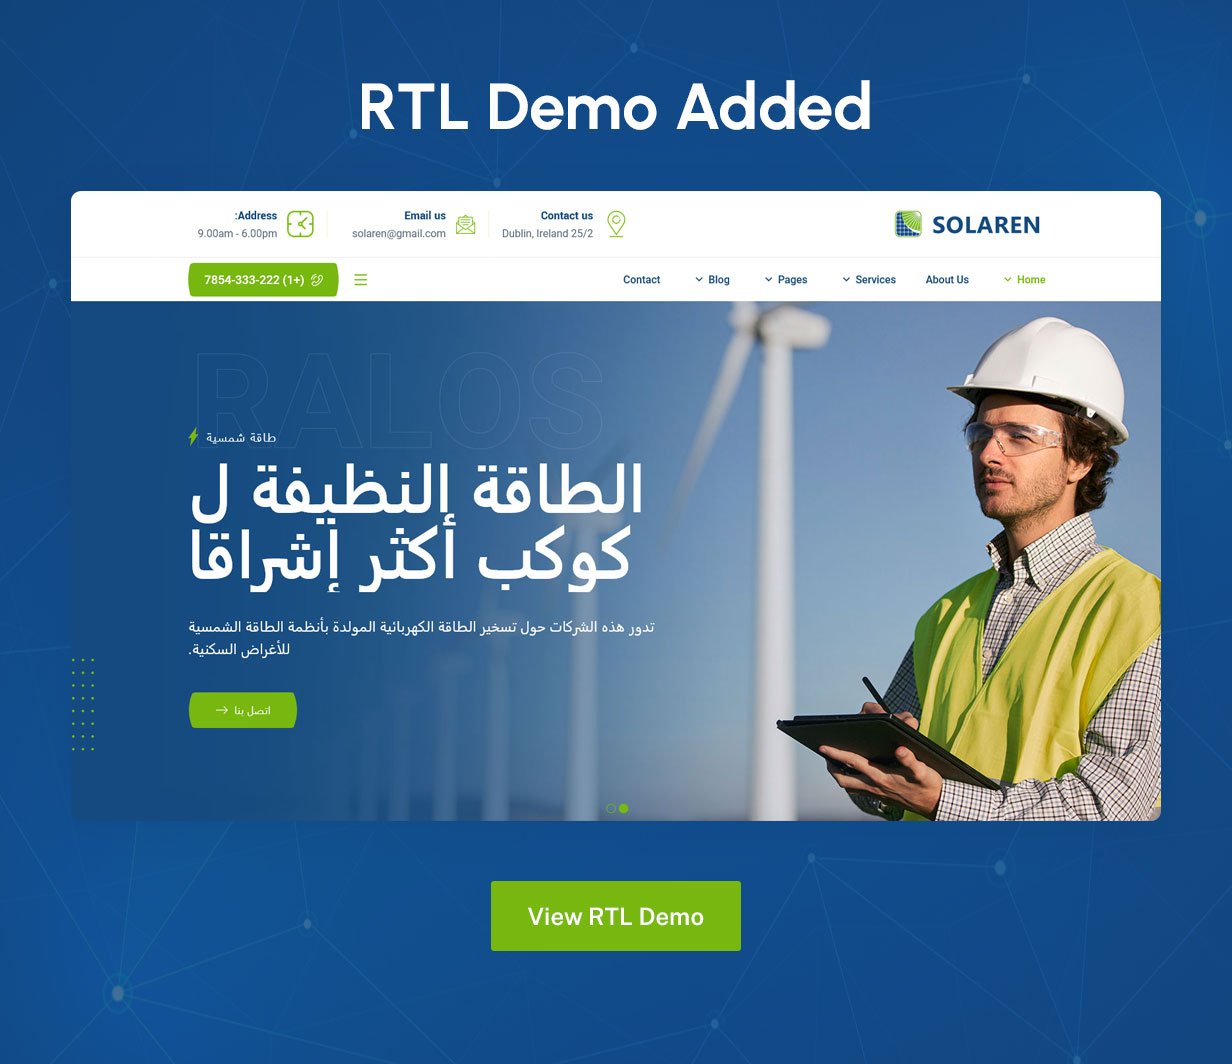 RTL Demo Added
:Address
9.00am - 6.00pm
Email us
solaren@gmail.com
Contact us
Dublin, Ireland 25/2
SOLAREN
7854-333-222 (1+)
Contact
Blog
Pages
Services
About Us
Home
RALOS
طاقة شمسية
الطاقة النظيفة ل
كوكب أكثر إشراقا
تدور هذه الشركات حول تسخير الطاقة الكهربائية المولدة بأنظمة الطاقة الشمسية
للأغراض السكنية.
اتصل بنا
View RTL Demo